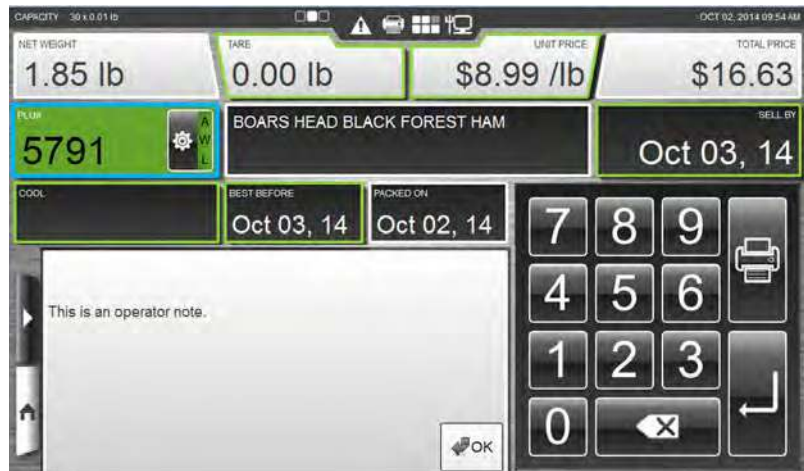 CAPACITY 30 x 0.01 lb
OCT 02, 2014 09:54 AM
NET WEIGHT
1.85 lb
TARE
0.00 lb
UNIT PRICE
$8.99 /lb
TOTAL PRICE
$16.63
PLU#
5791
A
W
L
BOARS HEAD BLACK FOREST HAM
SELL BY
Oct 03, 14
COOL
BEST BEFORE
Oct 03, 14
PACKED ON
Oct 02, 14
This is an operator note.
OK
7 8 9
4 5 6
1 2 3
0